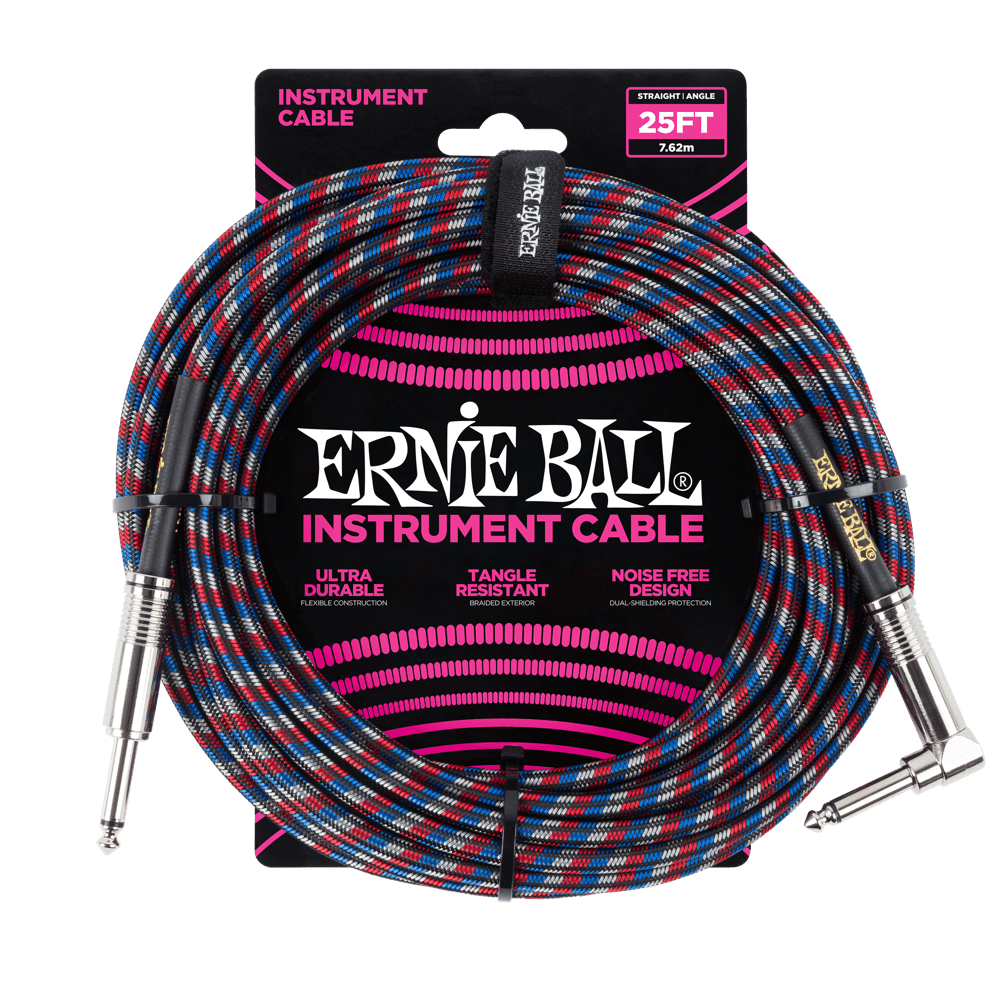 INSTRUMENT
CABLE
STRAIGHT | ANGLE
25FT
7.62m
ERNIE BALL
ERNIE BALL®
INSTRUMENT CABLE
ULTRA
DURABLE
FLEXIBLE CONSTRUCTION
TANGLE
RESISTANT
BRAIDED EXTERIOR
NOISE FREE
DESIGN
DUAL-SHIELDING PROTECTION
ERNIE BALL®